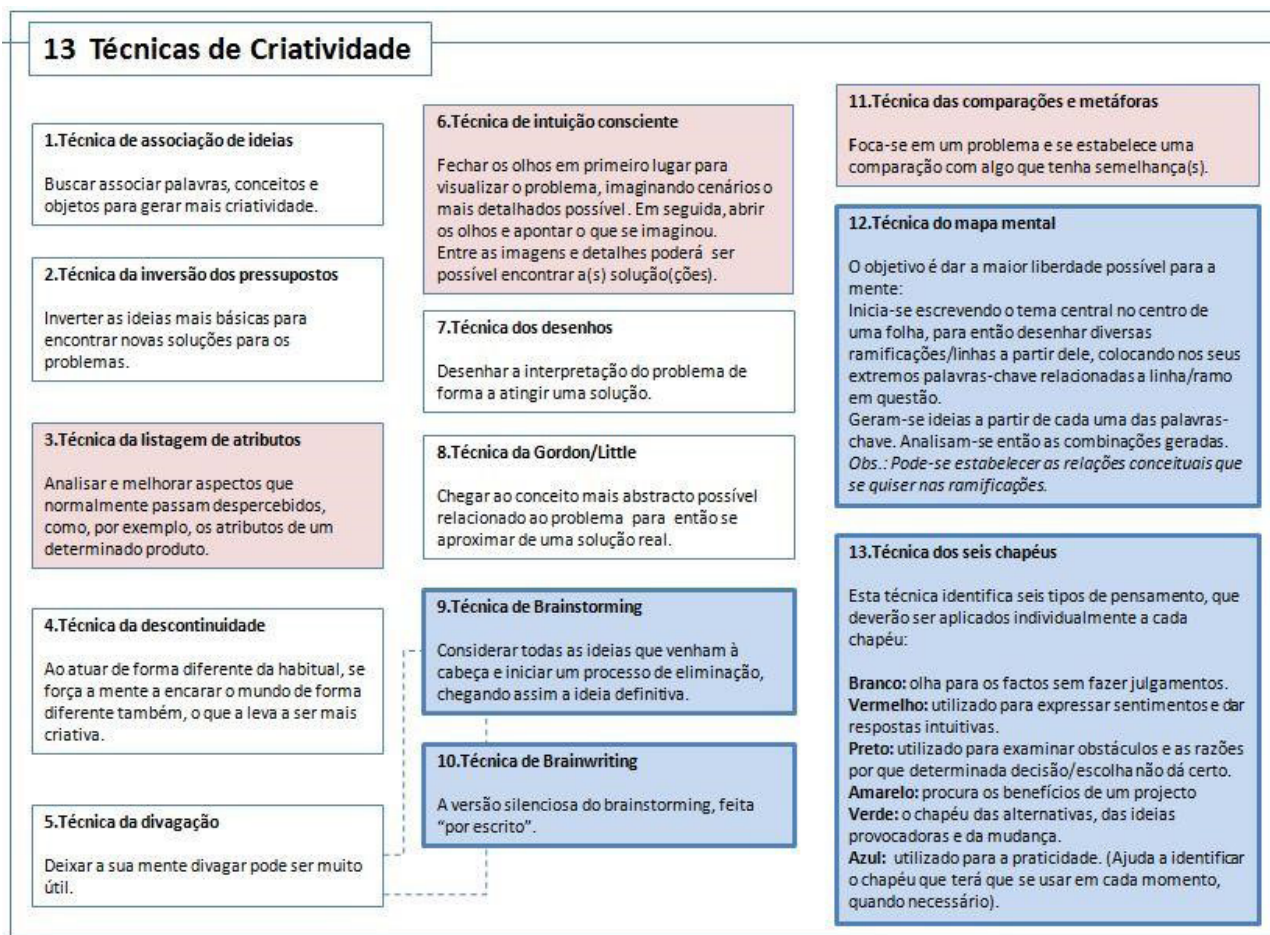 13 Técnicas de Criatividade
1.Técnica de associação de ideias
Buscar associar palavras, conceitos e
objetos para gerar mais criatividade.
2.Técnica da inversão dos pressupostos
Inverter as ideias mais básicas para
encontrar novas soluções para os
problemas.
3.Técnica da listagem de atributos
Analisar e melhorar aspectos que
normalmente passam despercebidos,
como, por exemplo, os atributos de um
determinado produto.
4.Técnica da descontinuidade
Ao atuar de forma diferente da habitual, se
força a mente a encarar o mundo de forma
diferente também, o que a leva a ser mais
criativa.
5.Técnica da divagação
Deixar a sua mente divagar pode ser muito
útil.
6.Técnica de intuição consciente
Fechar os olhos em primeiro lugar para
visualizar o problema, imaginando cenários o
mais detalhados possível. Em seguida, abrir
os olhos e apontar o que se imaginou.
Entre as imagens e detalhes poderá ser
possível encontrar a(s) solução(ções).
7.Técnica dos desenhos
Desenhar a interpretação do problema de
forma a atingir uma solução.
8.Técnica da Gordon/Little
Chegar ao conceito mais abstracto possível
relacionado ao problema para então se
aproximar de uma solução real.
9.Técnica de Brainstorming
Considerar todas as ideias que venham à
cabeça e iniciar um processo de eliminação,
chegando assim a ideia definitiva.
10.Técnica de Brainwriting
A versão silenciosa do brainstorming, feita
“por escrito”.
11.Técnica das comparações e metáforas
Foca-se em um problema e se estabelece uma
comparação com algo que tenha semelhança(s).
12.Técnica do mapa mental
O objetivo é dar a maior liberdade possível para a
mente:
Inicia-se escrevendo o tema central no centro de
uma folha, para então desenhar diversas
ramificações/linhas a partir dele, colocando nos seus
extremos palavras-chave relacionadas a linha/ramo
em questão.
Geram-se ideias a partir de cada uma das palavras-
chave. Analisam-se então as combinações geradas.
Obs.: Pode-se estabelecer as relações conceituais que
se quiser nas ramificações.
13.Técnica dos seis chapéus
Esta técnica identifica seis tipos de pensamento, que
deverão ser aplicados individualmente a cada
chapéu:
Branco: olha para os factos sem fazer julgamentos.
Vermelho: utilizado para expressar sentimentos e dar
respostas intuitivas.
Preto: utilizado para examinar obstáculos e as razões
por que determinada decisão/escolha não dá certo.
Amarelo: procura os benefícios de um projecto
Verde: o chapéu das alternativas, das ideias
provocadoras e da mudança.
Azul: utilizado para a praticidade. (Ajuda a identificar
o chapéu que terá que se usar em cada momento,
quando necessário).